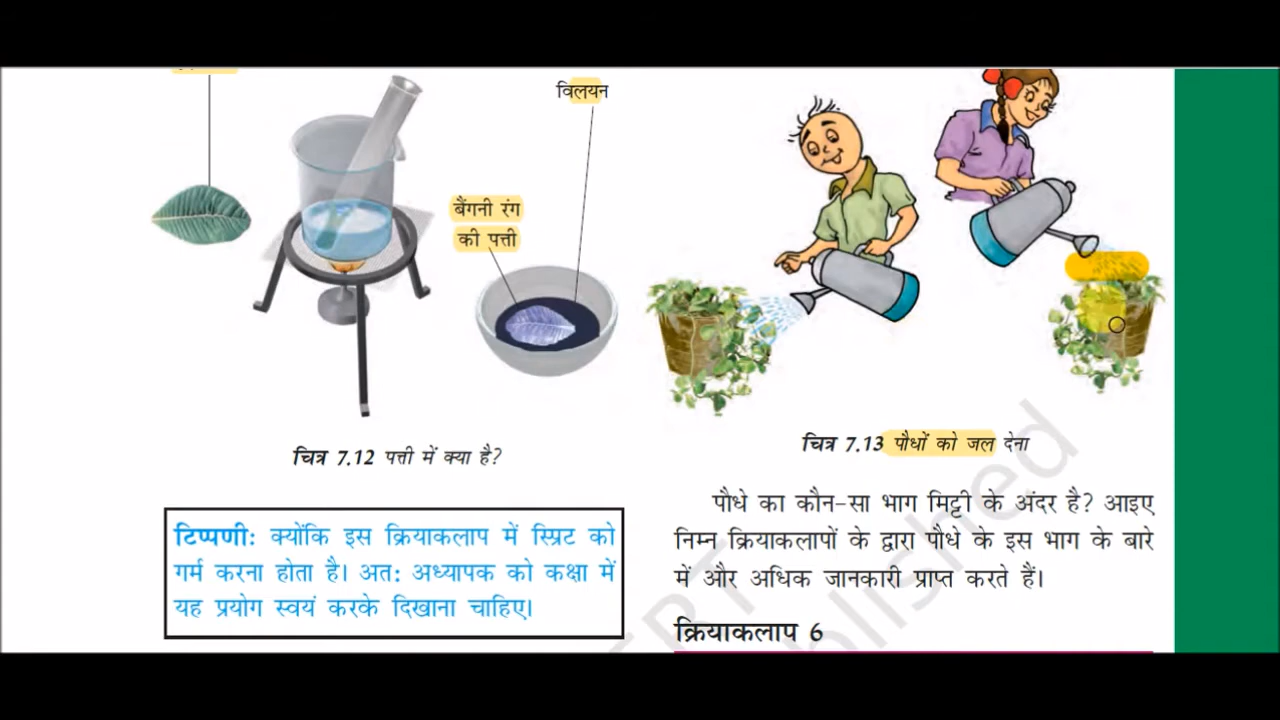 विलयन
बैंगनी रंग
की पत्ती
चित्र 7.12 पत्ती में क्या है?
टिप्पणी: क्योंकि इस क्रियाकलाप में स्प्रिट को
गर्म करना होता है। अत: अध्यापक को कक्षा में
यह प्रयोग स्वयं करके दिखाना चाहिए।
चित्र 7.13 पौधों को जल देना
पौधे का कौन-सा भाग मिट्टी के अंदर है? आइए
निम्न क्रियाकलापों के द्वारा पौधे के इस भाग के बारे
में और अधिक जानकारी प्राप्त करते हैं।
क्रियाकलाप 6